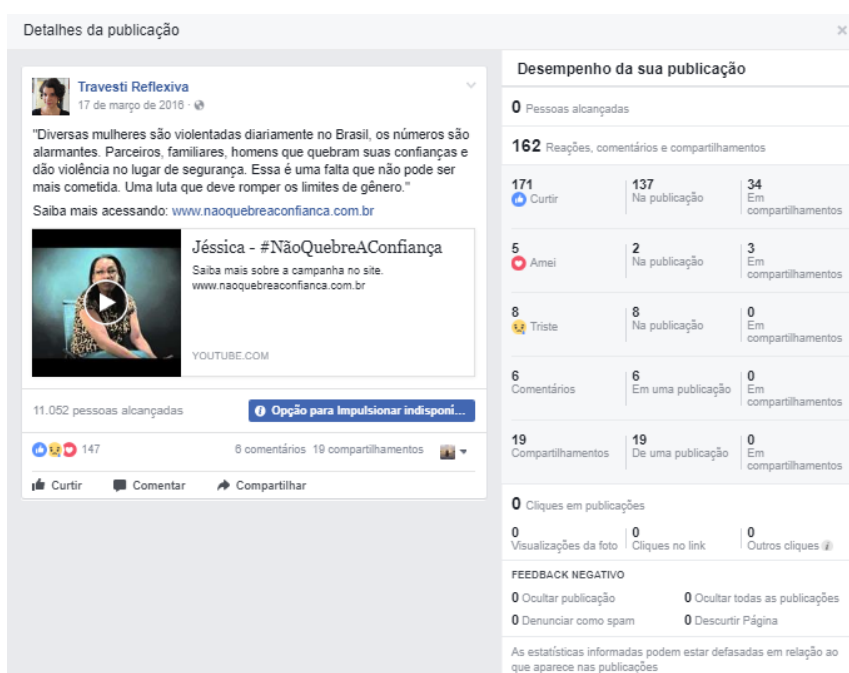 Detalhes da publicação
Travesti Reflexiva
17 de março de 2016
"Diversas mulheres são violentadas diariamente no Brasil, os números são
alarmantes. Parceiros, familiares, homens que quebram suas confianças e
dão violência no lugar de segurança. Essa é uma falta que não pode ser
mais cometida. Uma luta que deve romper os limites de gênero."
Saiba mais acessando: www.naoquebreaconfianca.com.br
Jéssica - #NãoQuebreAConfiança
Saiba mais sobre a campanha no site.
www.naoquebreaconfianca.com.br
YOUTUBE.COM
11.052 pessoas alcançadas
Opção para Impulsionar indisponí...
147
6 comentários 19 compartilhamentos
Curtir Comentar Compartilhar
Desempenho da sua publicação
0 Pessoas alcançadas
162 Reações, comentários e compartilhamentos
171 137 34
Curtir Na publicação Em
compartilhamentos
5 2 3
Amei Na publicação Em
compartilhamentos
8 8 0
Triste Na publicação Em
compartilhamentos
6 6 0
Comentários Em uma publicação Em
compartilhamentos
19 19 0
Compartilhamentos De uma publicação Em
compartilhamentos
0 Cliques em publicações
0 0 0
Visualizações da foto Cliques no link Outros cliques
FEEDBACK NEGATIVO
0 Ocultar publicação 0 Ocultar todas as publicações
0 Denunciar como spam 0 Descurtir Página
As estatísticas informadas podem estar defasadas em relação ao
que aparece nas publicações